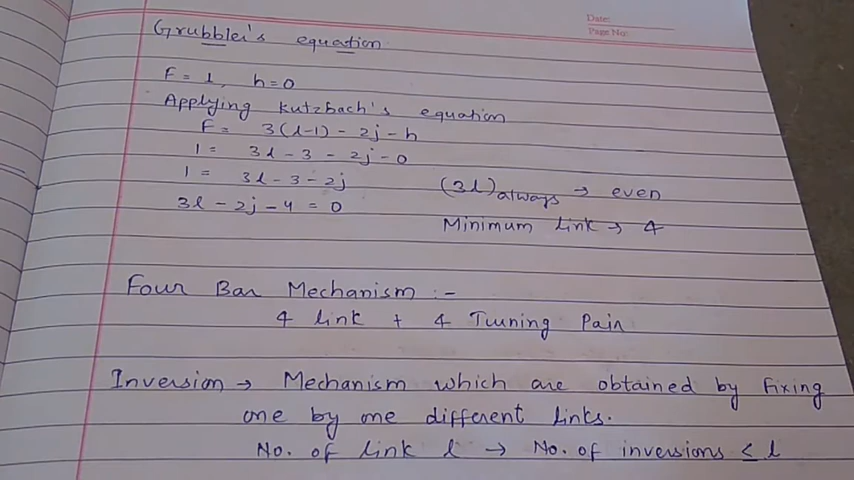 Date:
Page No:
Grubbler's equation
F = 1, h=0
Applying Kutzbach's equation
F = 3(l-1) - 2j - h
1 = 3l - 3 - 2j - 0
1 = 3l - 3 - 2j
(3l) always → even
3l - 2j - 4 = 0
Minimum link → 4
Four Bar Mechanism :-
4 link + 4 Turning Pair
Inversion → Mechanism which are obtained by fixing
one by one different links.
No. of link l → No. of inversions ≤ l